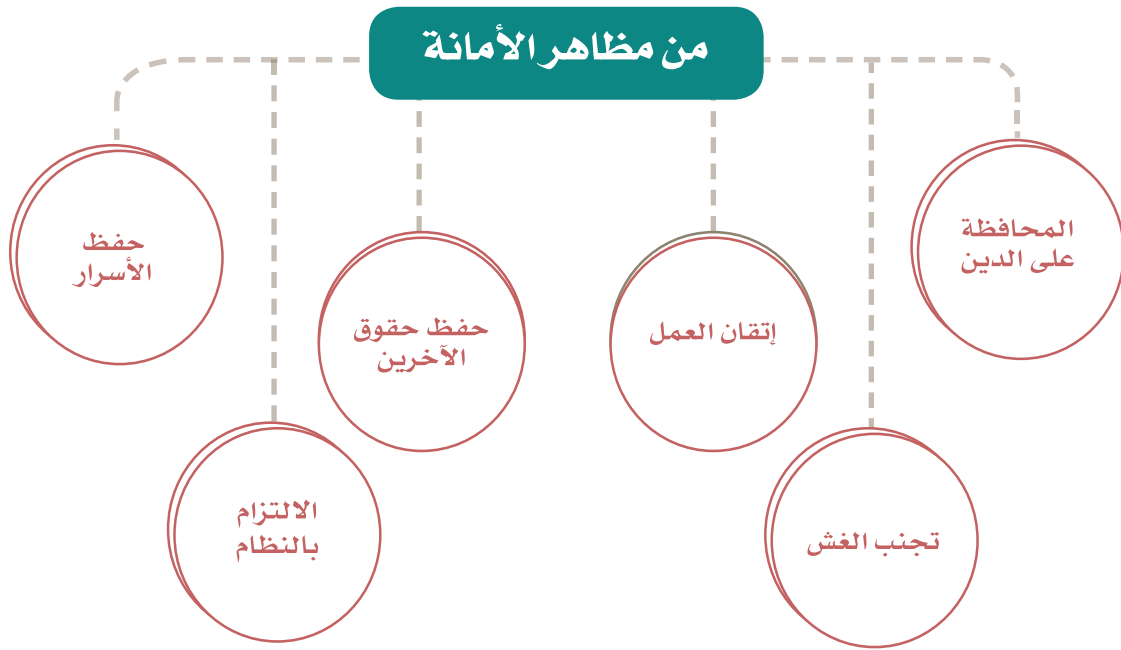 من مظاهر الأمانة
المحافظة
على الدين
تجنب الغش
إتقان العمل
حفظ حقوق
الآخرين
الالتزام
بالنظام
حفظ
الأسرار